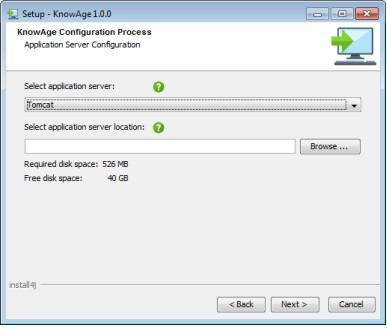 Setup - KnowAge 1.0.0
KnowAge Configuration Process
Application Server Configuration
Select application server: ?
Tomcat
Select application server location: ?
Browse ...
Required disk space: 526 MB
Free disk space: 40 GB
install4j
< Back Next > Cancel